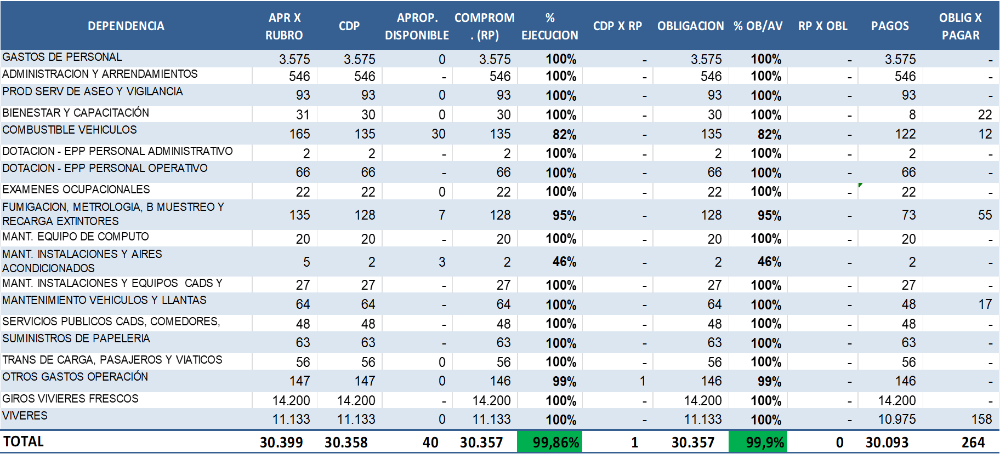 DEPENDENCIA APR X RUBRO CDP APROP. DISPONIBLE COMPROM. (RP) % EJECUCION CDP X RP OBLIGACION % OB/AV RP X OBL PAGOS OBLIG X PAGAR
GASTOS DE PERSONAL 3.575 3.575 0 3.575 100% - 3.575 100% - 3.575 -
ADMINISTRACION Y ARRENDAMIENTOS 546 546 - 546 100% - 546 100% - 546 -
PROD SERV DE ASEO Y VIGILANCIA 93 93 0 93 100% - 93 100% - 93 -
BIENESTAR Y CAPACITACIÓN 31 30 0 30 100% - 30 100% - 8 22
COMBUSTIBLE VEHICULOS 165 135 30 135 82% - 135 82% - 122 12
DOTACION - EPP PERSONAL ADMINISTRATIVO 2 2 - 2 100% - 2 100% - 2 -
DOTACION - EPP PERSONAL OPERATIVO 66 66 - 66 100% - 66 100% - 66 -
EXAMENES OCUPACIONALES 22 22 0 22 100% - 22 100% - 22 -
FUMIGACION, METROLOGIA, B MUESTREO Y
RECARGA EXTINTORES 135 128 7 128 95% - 128 95% - 73 55
MANT. EQUIPO DE COMPUTO 20 20 - 20 100% - 20 100% - 20 -
MANT. INSTALACIONES Y AIRES
ACONDICIONADOS 5 2 3 2 46% - 2 46% - 2 -
MANT. INSTALACIONES Y EQUIPOS  CADS Y 27 27 - 27 100% - 27 100% - 27 -
MANTENIMIENTO VEHICULOS Y LLANTAS 64 64 - 64 100% - 64 100% - 48 17
SERVICIOS PUBLICOS CADS, COMEDORES, 48 48 - 48 100% - 48 100% - 48 -
SUMINISTROS DE PAPELERIA 63 63 - 63 100% - 63 100% - 63 -
TRANS DE CARGA, PASAJEROS Y VIATICOS 56 56 0 56 100% - 56 100% - 56 -
OTROS GASTOS OPERACIÓN 147 147 0 146 99% 1 146 99% - 146 -
GIROS VIVIERES FRESCOS 14.200 14.200 - 14.200 100% - 14.200 100% - 14.200 -
VIVERES 11.133 11.133 0 11.133 100% - 11.133 100% - 10.975 158
TOTAL 30.399 30.358 40 30.357 99,86% 1 30.357 99,9% 0 30.093 264